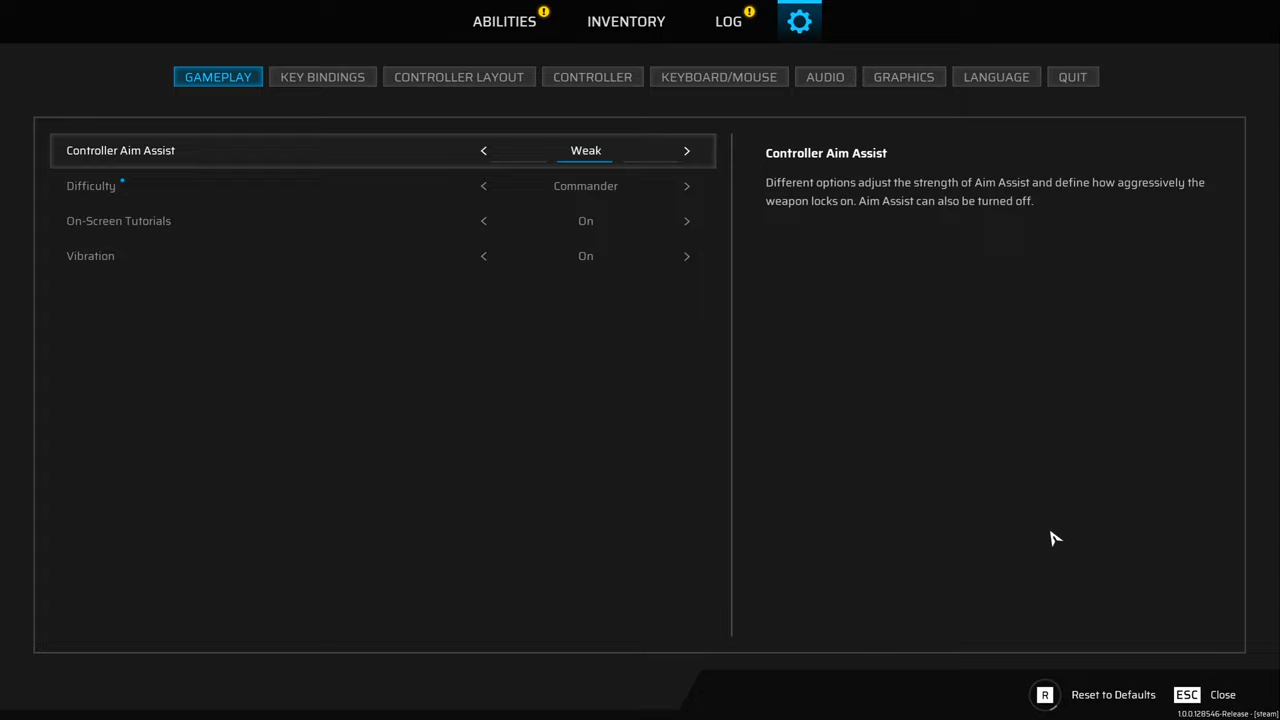 ABILITIES ! INVENTORY LOG !
GAMEPLAY KEY BINDINGS CONTROLLER LAYOUT CONTROLLER KEYBOARD/MOUSE AUDIO GRAPHICS LANGUAGE QUIT
Controller Aim Assist < Weak >
Difficulty < Commander >
On-Screen Tutorials < On >
Vibration < On >
Controller Aim Assist
Different options adjust the strength of Aim Assist and define how aggressively the
weapon locks on. Aim Assist can also be turned off.
R Reset to Defaults ESC Close
1.0.0.128546-Release - [steam]